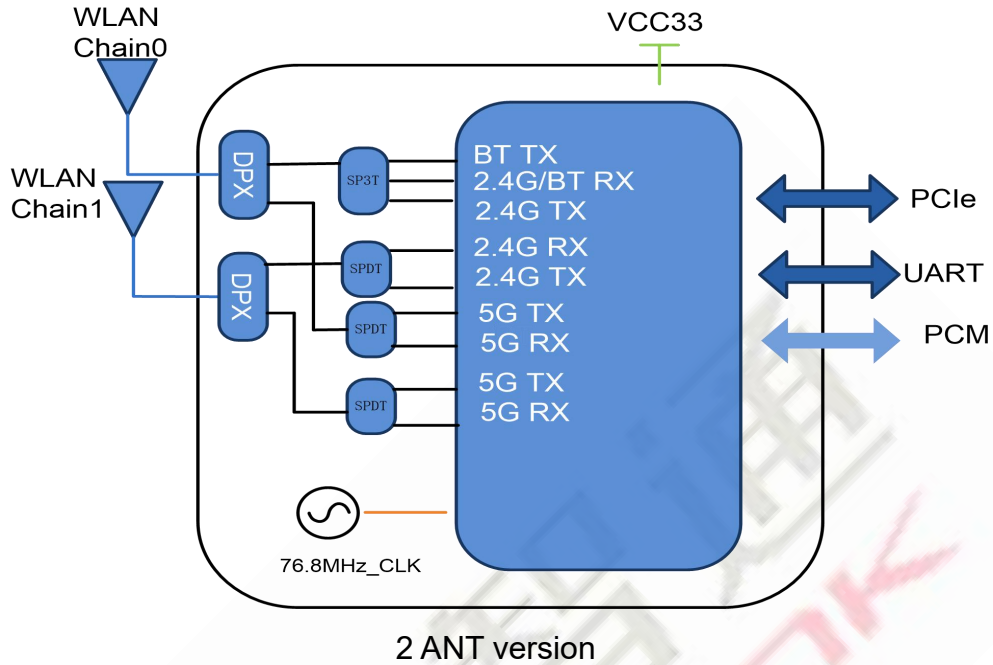 WLAN
Chain0
VCC33
WLAN
Chain1
DPX
SP3T
BT TX
2.4G/BT RX
2.4G TX
PCIe
DPX
SPDT
2.4G RX
2.4G TX
UART
SPDT
5G TX
5G RX
PCM
SPDT
5G TX
5G RX
76.8MHz_CLK
2 ANT version